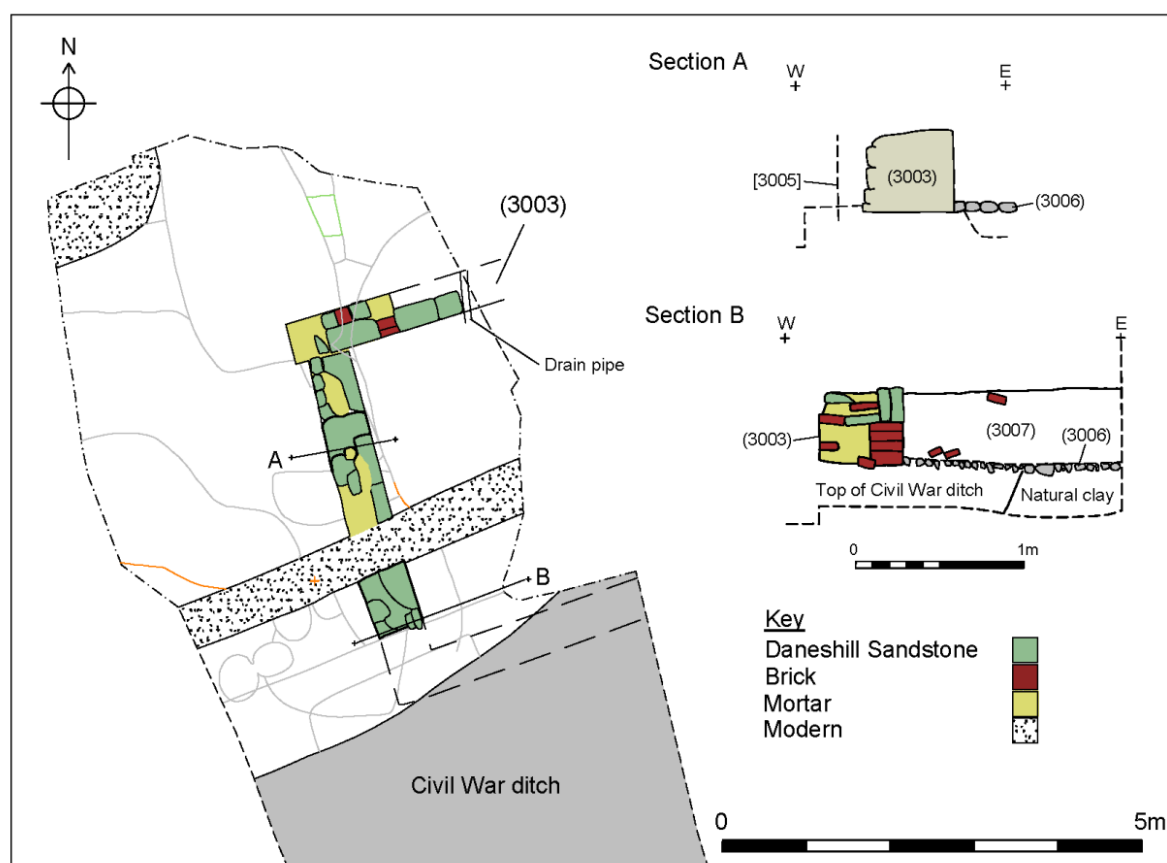 N
(3003)
Drain pipe
A
B
Civil War ditch
Section A
W
E
[3005]
(3003)
(3006)
Section B
W
E
(3003)
(3007)
(3006)
Top of Civil War ditch
Natural clay
0
1m
Key
Daneshill Sandstone
Brick
Mortar
Modern
0
5m